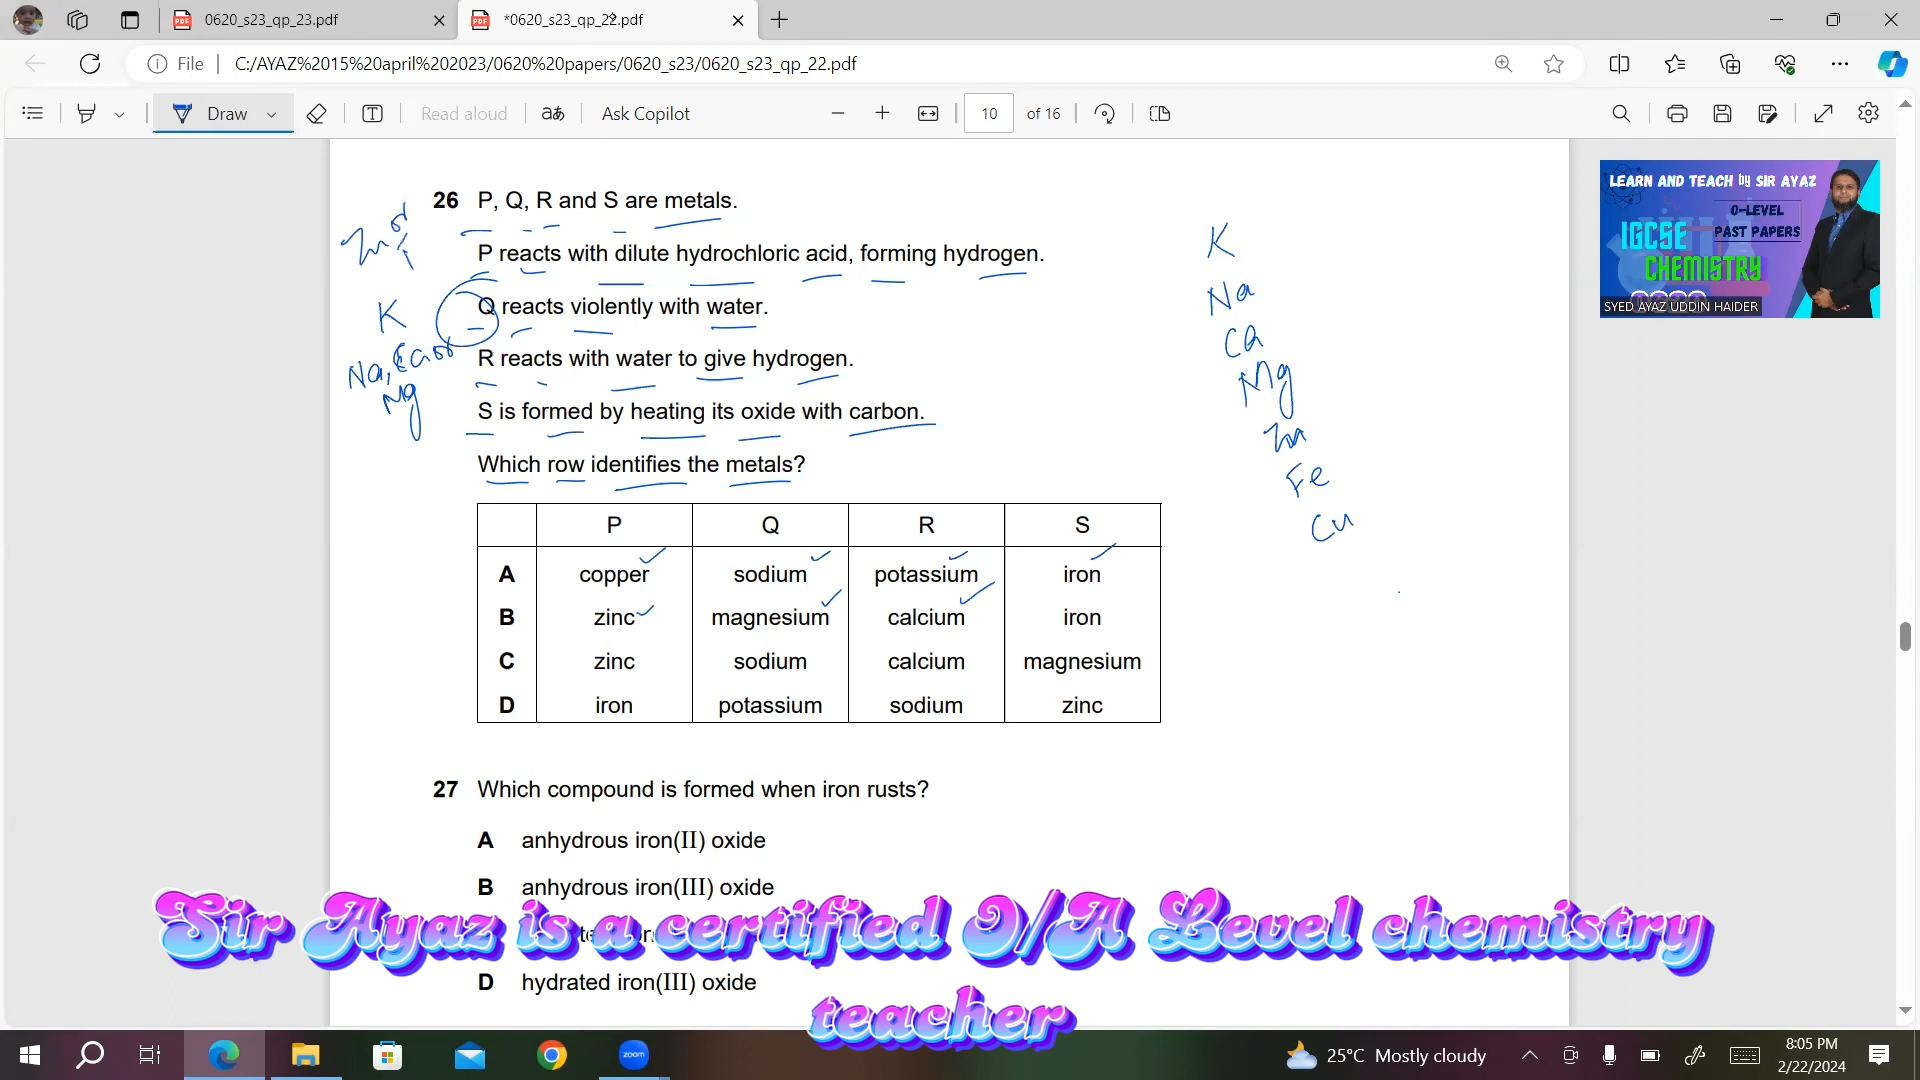 0620_s23_qp_23.pdf
*0620_s23_qp_22.pdf
File
C:/AYAZ%2015%20april%202023/0620%20papers/0620_s23/0620_s23_qp_22.pdf
Draw
Read aloud
aあ
Ask Copilot
10 of 16
26 P, Q, R and S are metals.
P reacts with dilute hydrochloric acid, forming hydrogen.
Q reacts violently with water.
R reacts with water to give hydrogen.
S is formed by heating its oxide with carbon.
Which row identifies the metals?
K
Na
Mg
K
Na
Ca
Mg
Zn
Fe
Cu
P Q R S
A copper sodium potassium iron
B zinc magnesium calcium iron
C zinc sodium calcium magnesium
D iron potassium sodium zinc
27 Which compound is formed when iron rusts?
A anhydrous iron(II) oxide
B anhydrous iron(III) oxide
D hydrated iron(III) oxide
Sir Ayaz is a certified O/A Level chemistry
teacher
LEARN AND TEACH by SIR AYAZ
O-LEVEL
PAST PAPERS
IGCSE
CHEMISTRY
0620
SYED AYAZ UDDIN HAIDER
zoom
25°C Mostly cloudy
8:05 PM
2/22/2024